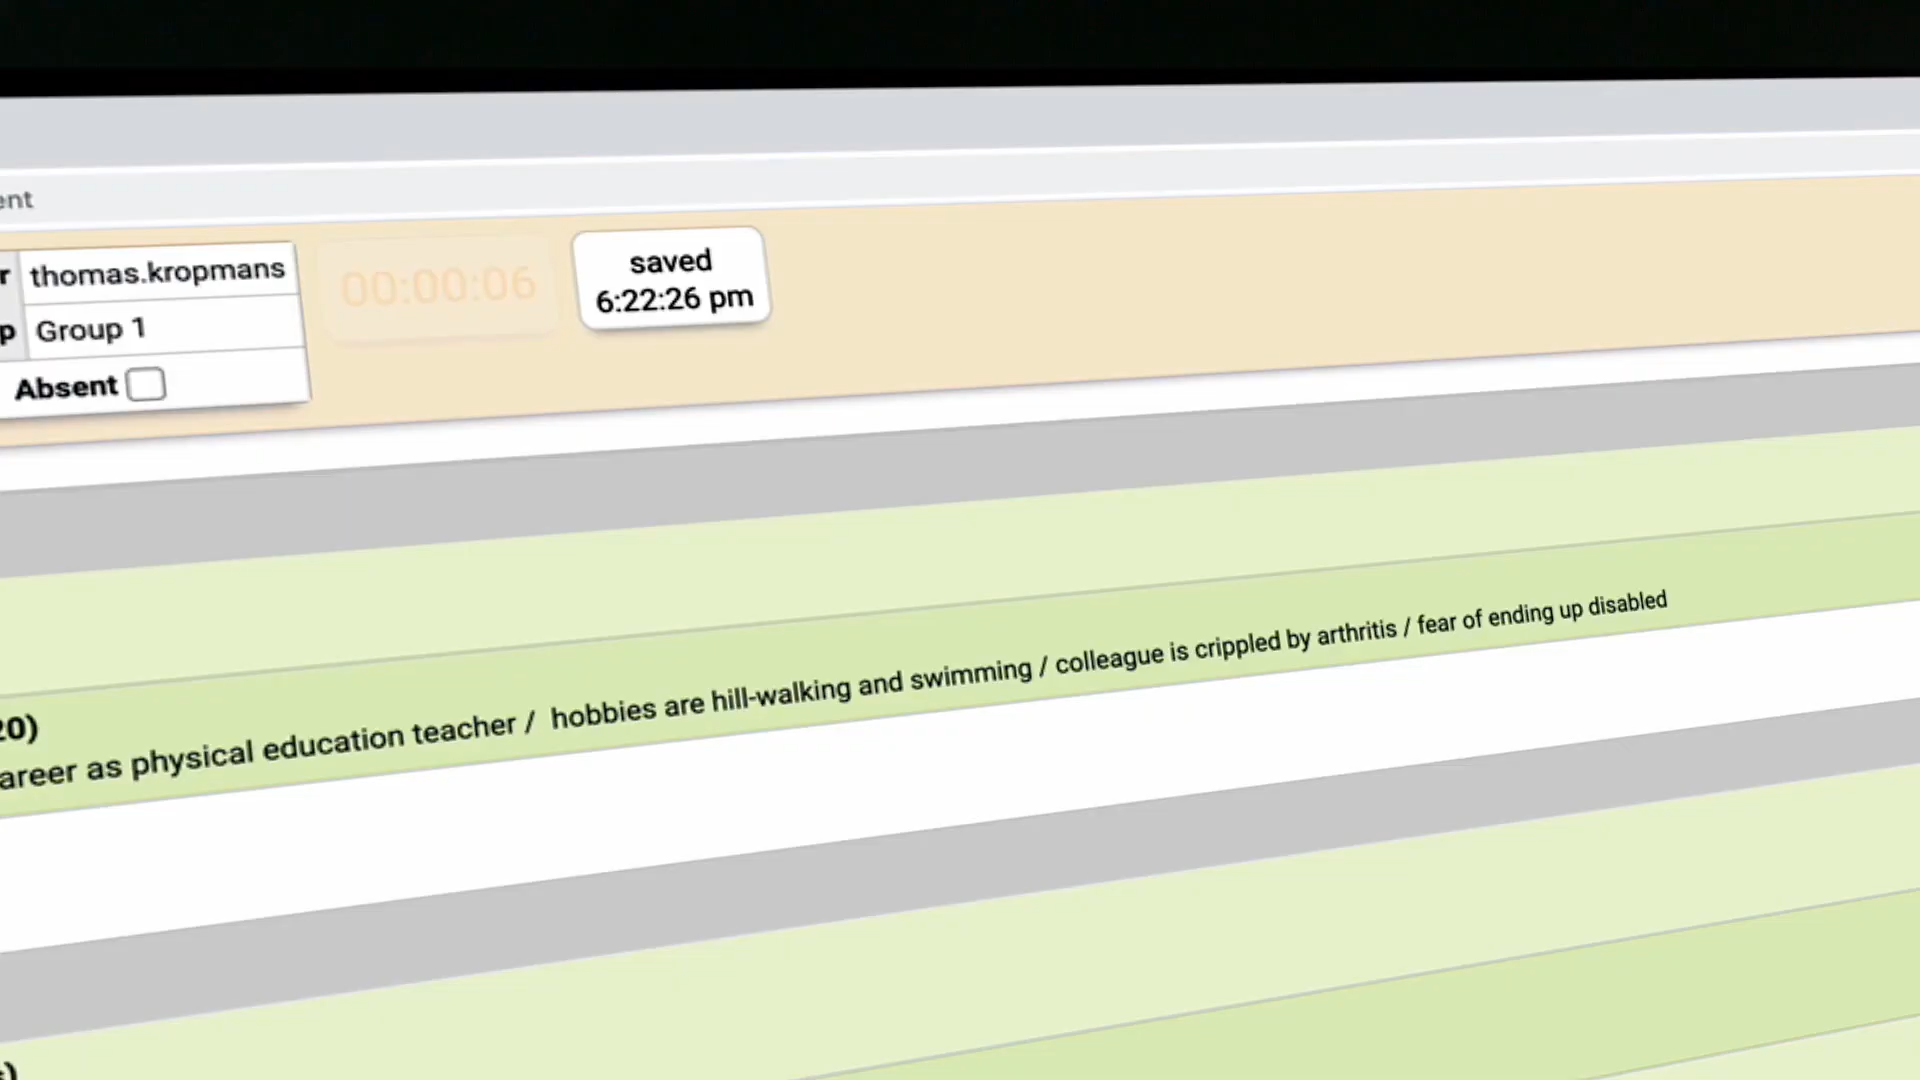 ent
r thomas.kropmans
p Group 1
Absent
00:00:06
saved
6:22:26 pm
20)
areer as physical education teacher / hobbies are hill-walking and swimming / colleague is crippled by arthritis / fear of ending up disabled
s)